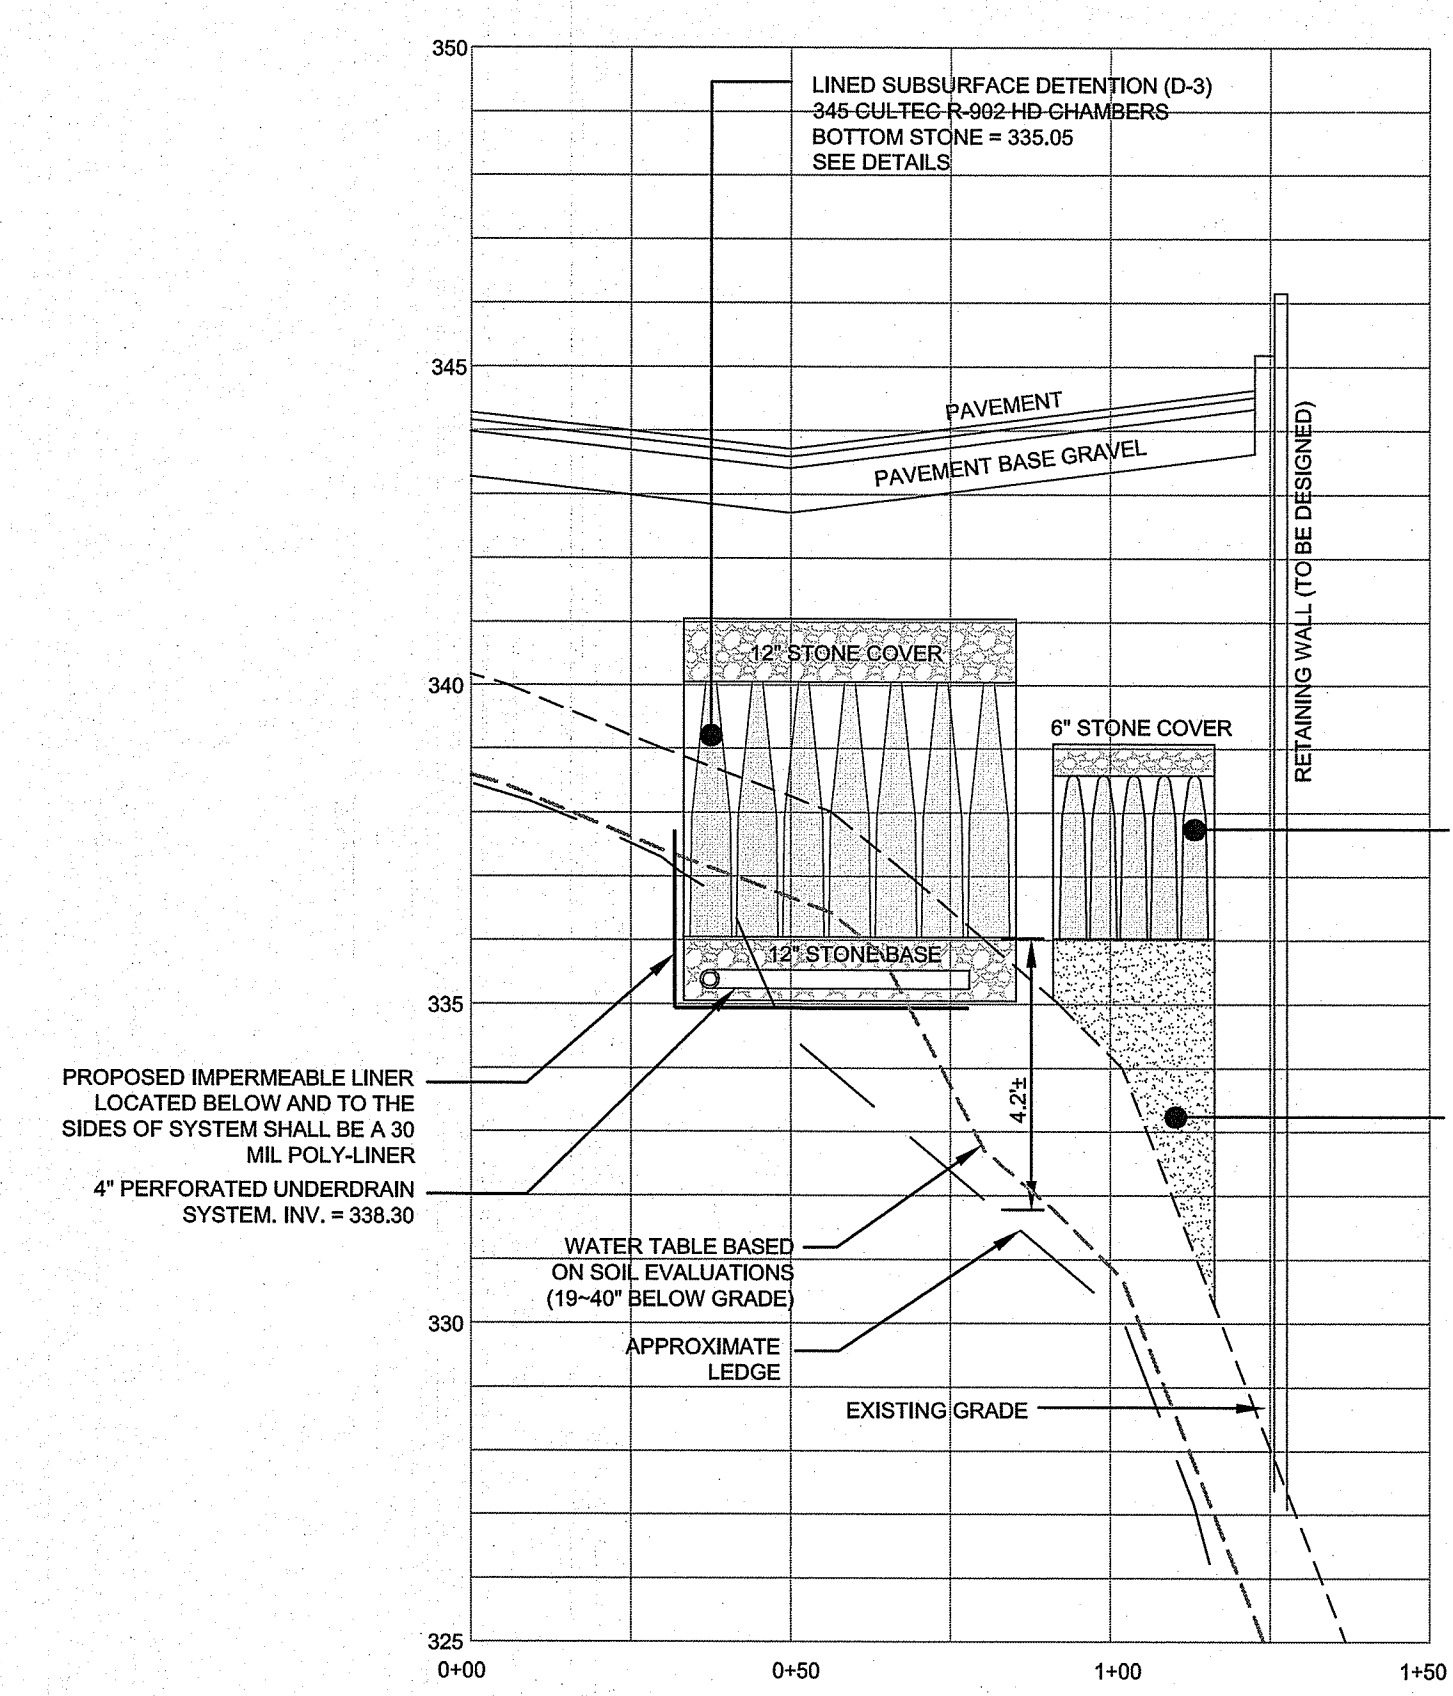 350
LINED SUBSURFACE DETENTION (D-3)
345 CULTEC R-902 HD CHAMBERS
BOTTOM STONE = 335.05
SEE DETAILS
345
PAVEMENT
PAVEMENT BASE GRAVEL
RETAINING WALL (TO BE DESIGNED)
12" STONE COVER
340
6" STONE COVER
12" STONE BASE
335
PROPOSED IMPERMEABLE LINER
LOCATED BELOW AND TO THE
SIDES OF SYSTEM SHALL BE A 30
MIL POLY-LINER
4.2'±
4" PERFORATED UNDERDRAIN
SYSTEM. INV. = 338.30
WATER TABLE BASED
ON SOIL EVALUATIONS
(19~40" BELOW GRADE)
330
APPROXIMATE
LEDGE
EXISTING GRADE
325
0+00
0+50
1+00
1+50